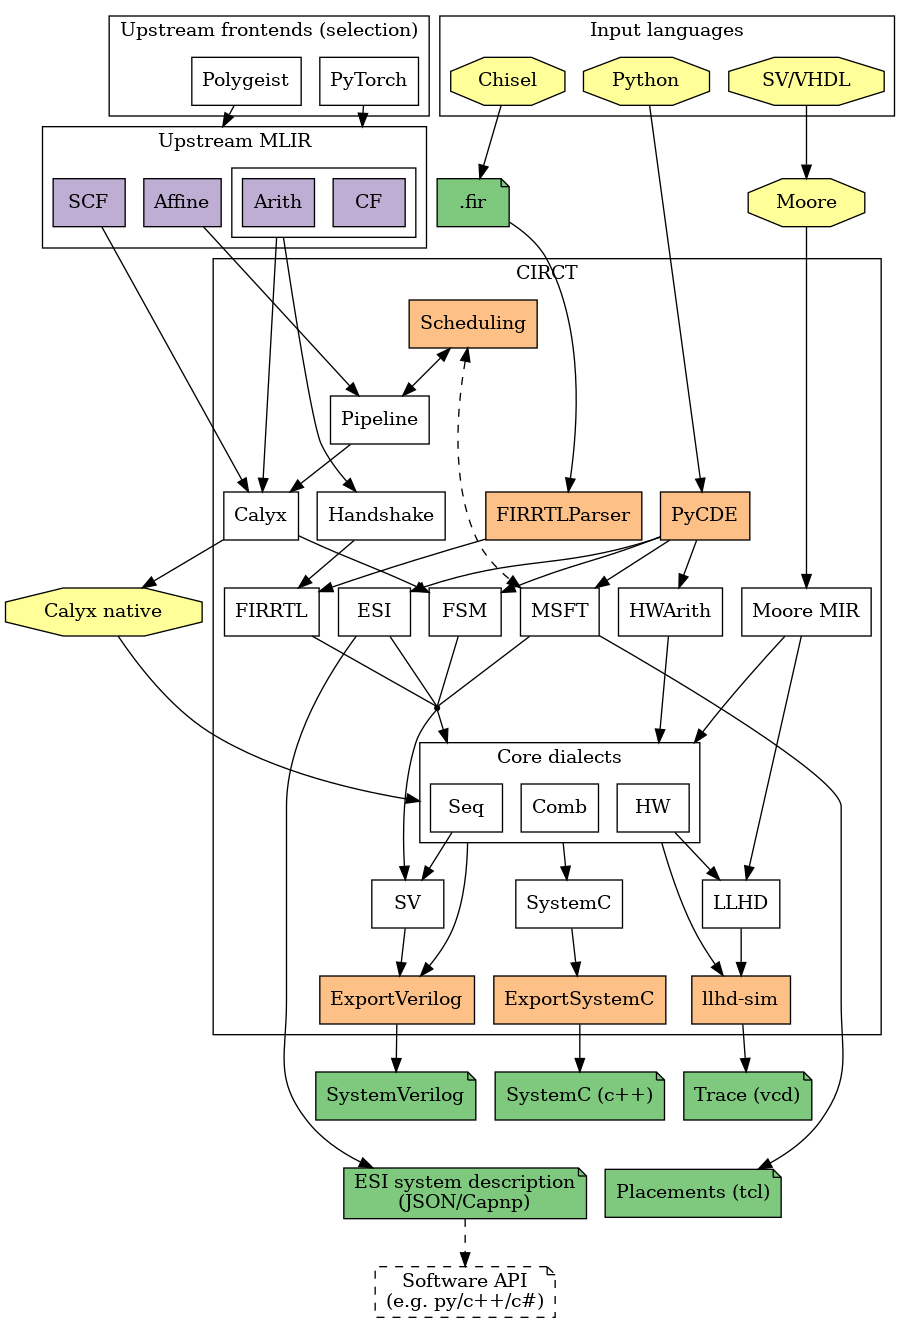 Upstream frontends (selection)
Input languages
Polygeist
PyTorch
Chisel
Python
SV/VHDL
Upstream MLIR
SCF
Affine
Arith
CF
.fir
Moore
CIRCT
Scheduling
Pipeline
Calyx
Handshake
FIRRTLParser
PyCDE
Calyx native
FIRRTL
ESI
FSM
MSFT
HWArith
Moore MIR
Core dialects
Seq
Comb
HW
SV
SystemC
LLHD
ExportVerilog
ExportSystemC
llhd-sim
SystemVerilog
SystemC (c++)
Trace (vcd)
ESI system description
(JSON/Capnp)
Placements (tcl)
Software API
(e.g. py/c++/c#)